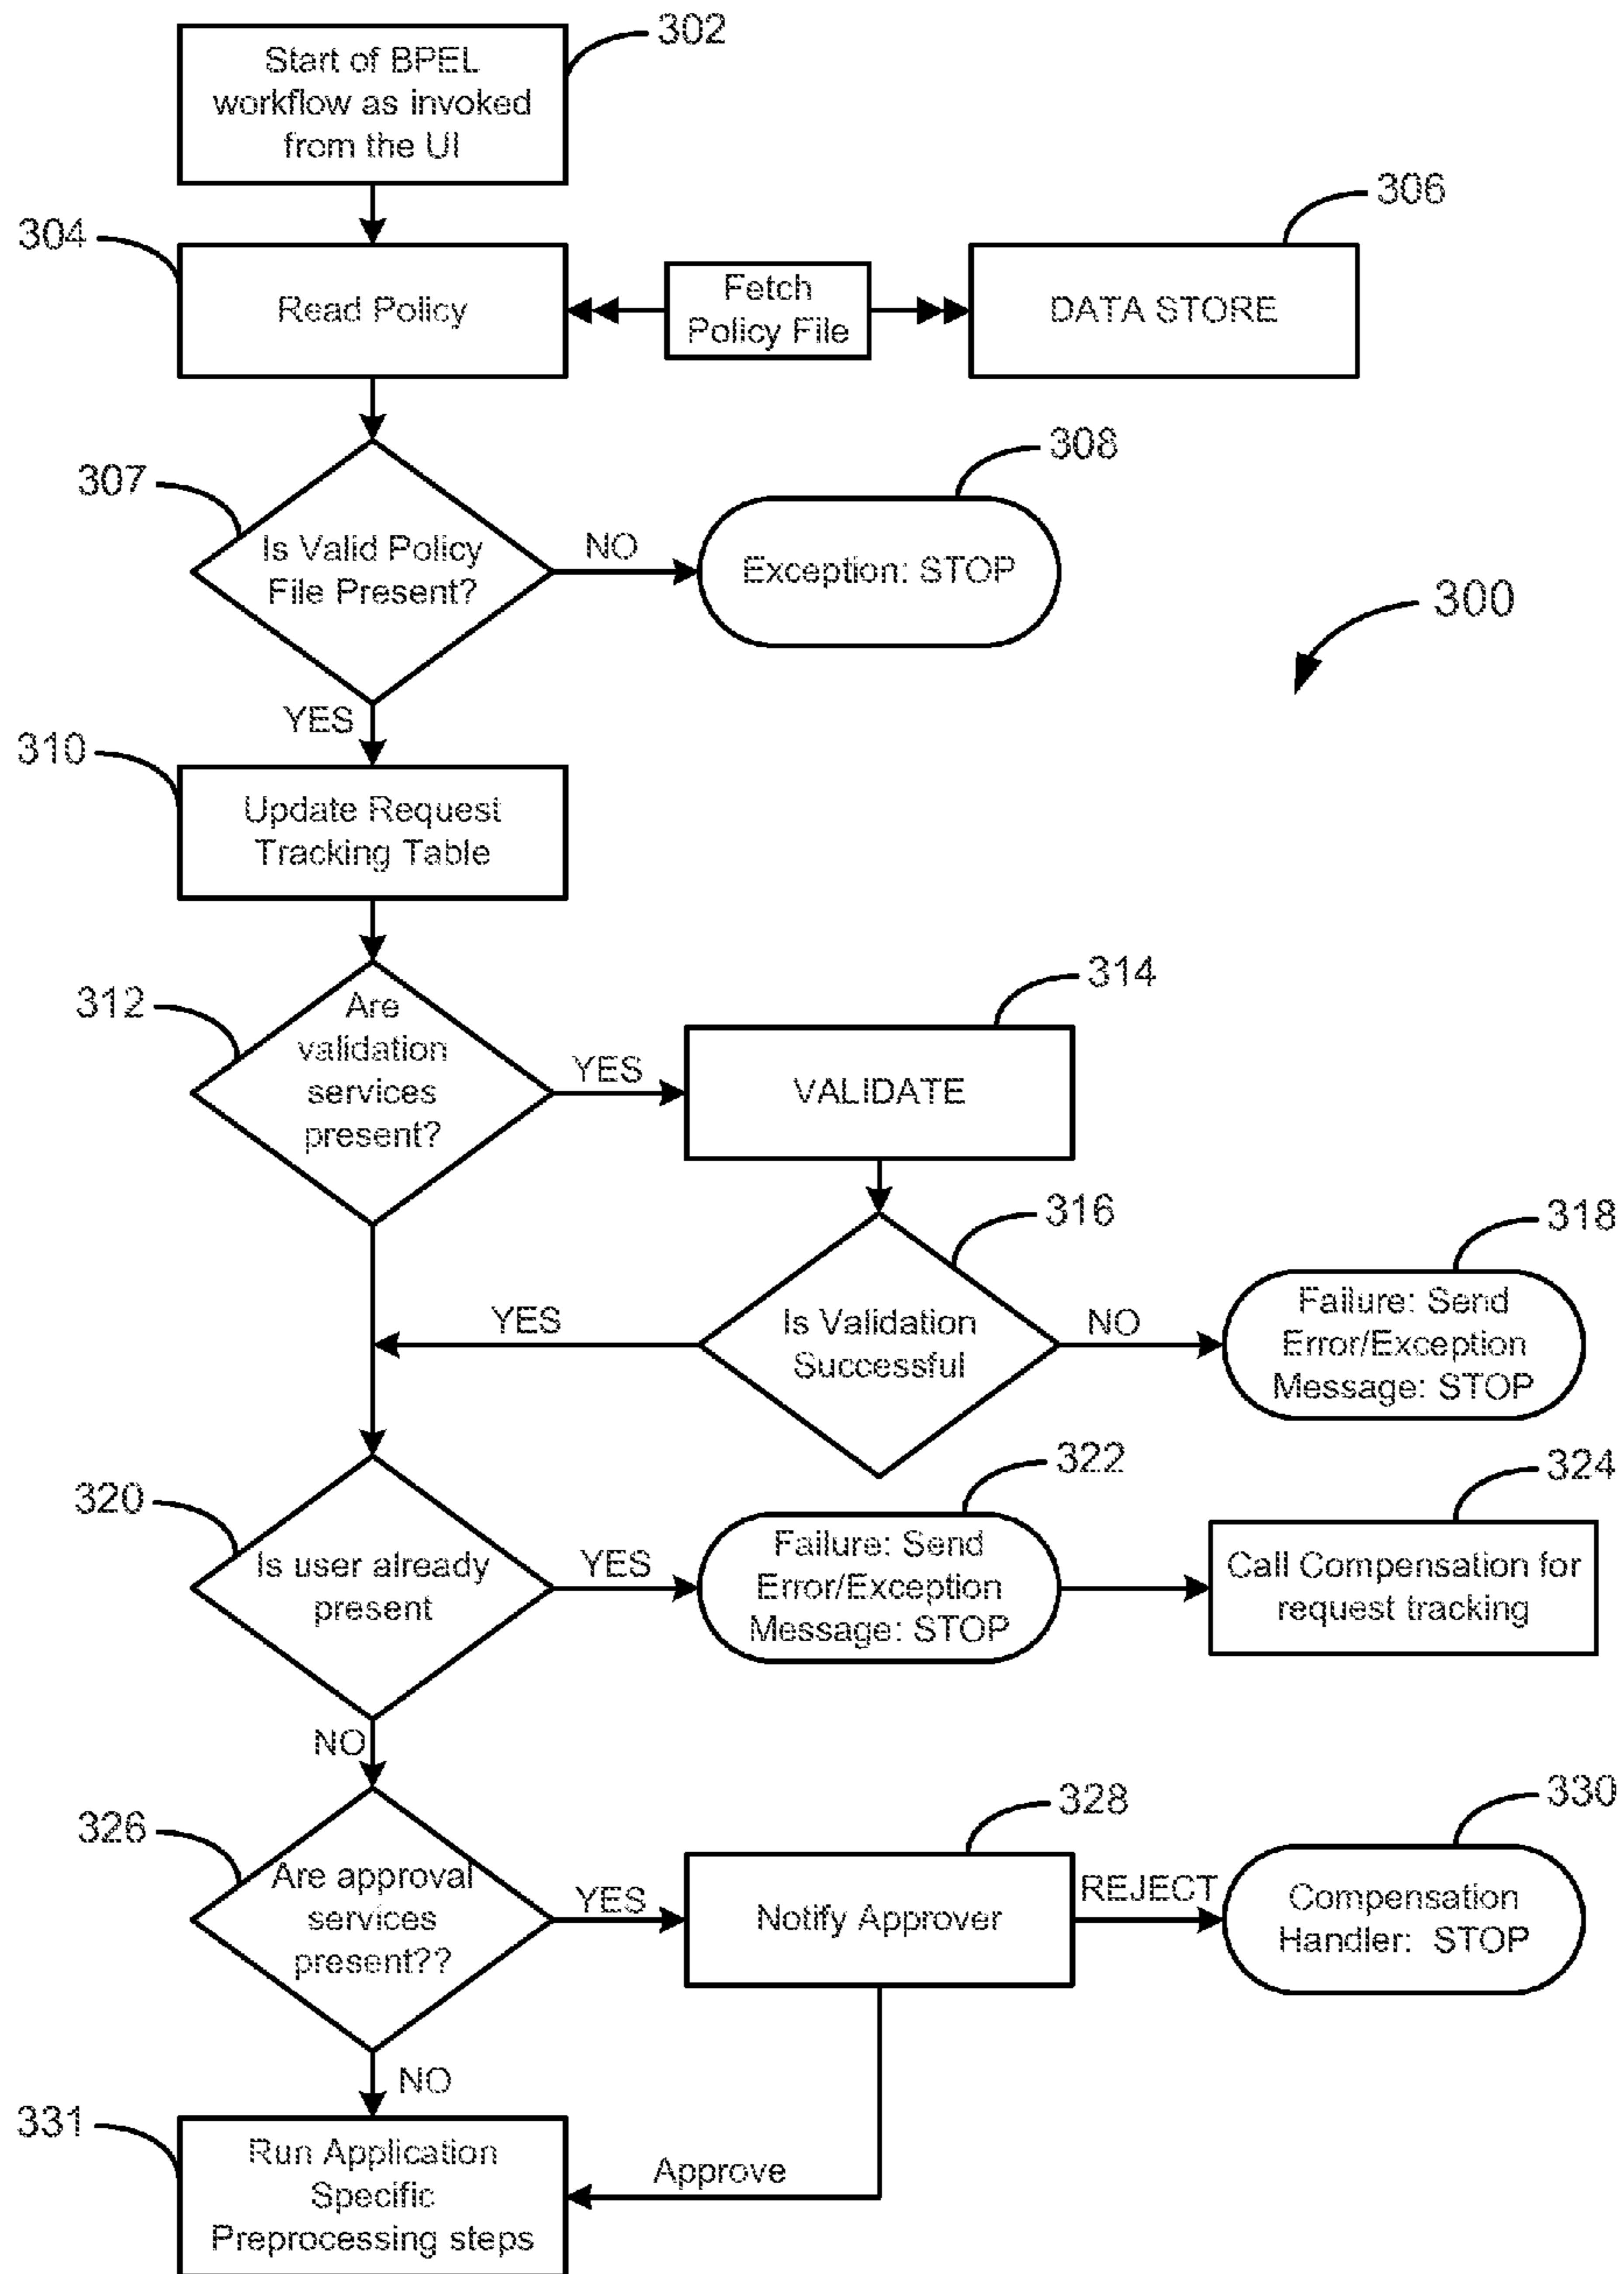 302
Start of BPEL
workflow as invoked
from the UI
304
Read Policy
Fetch
Policy File
306
DATA STORE
307
Is Valid Policy
File Present?
NO
308
Exception: STOP
300
YES
310
Update Request
Tracking Table
312
Are
validation
services
present?
YES
314
VALIDATE
316
Is Validation
Successful
YES
NO
318
Failure: Send
Error/Exception
Message: STOP
320
Is user already
present
YES
322
Failure: Send
Error/Exception
Message: STOP
324
Call Compensation for
request tracking
NO
326
Are approval
services
present??
YES
328
Notify Approver
REJECT
330
Compensation
Handler: STOP
NO
Approve
331
Run Application
Specific
Preprocessing steps